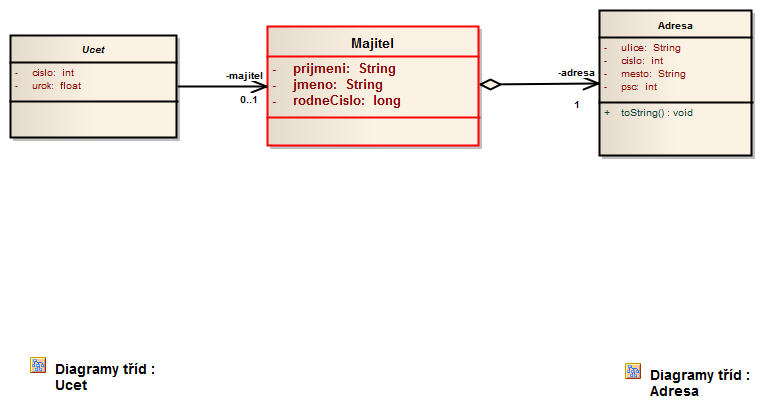 Ucet
- cislo: int
- urok: float
-majitel
0..1
Majitel
- prijmeni: String
- jmeno: String
- rodneCislo: long
-adresa
1
Adresa
- ulice: String
- cislo: int
- mesto: String
- psc: int
+ toString() : void
Diagramy tříd :
Ucet
Diagramy tříd :
Adresa